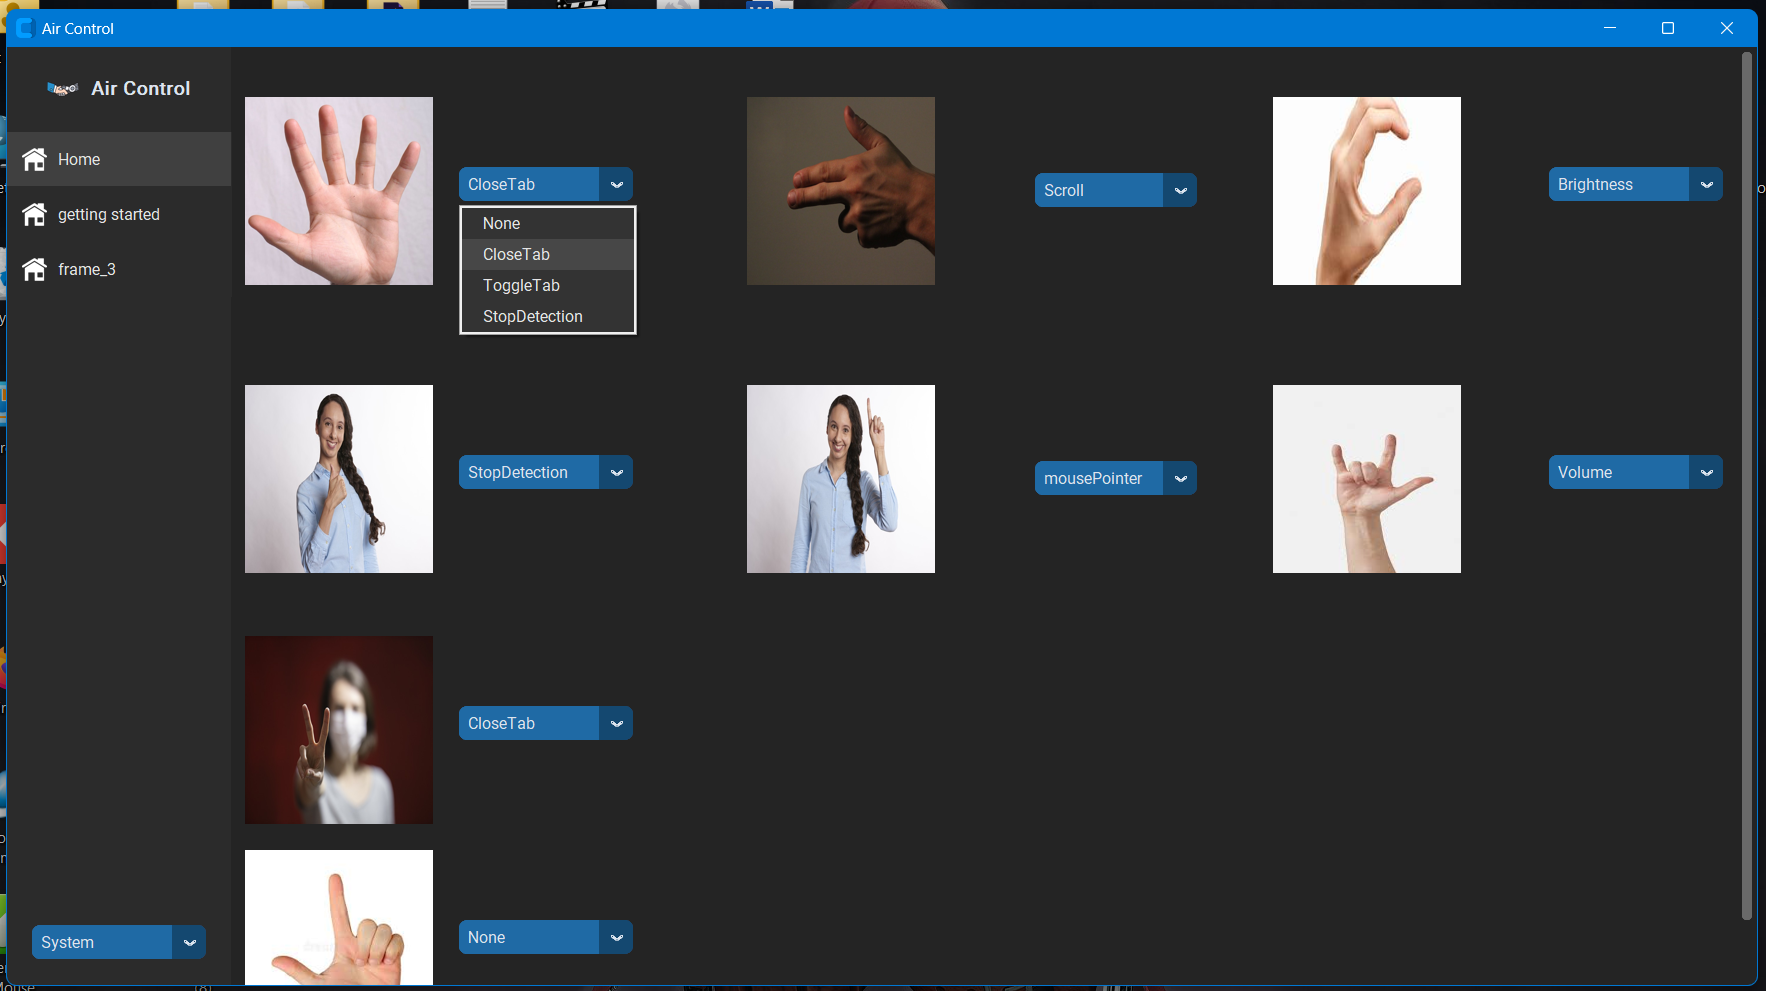 Air Control
Air Control
Home
getting started
frame_3
CloseTab
None
CloseTab
ToggleTab
StopDetection
Scroll
Brightness
StopDetection
mousePointer
Volume
CloseTab
None
System